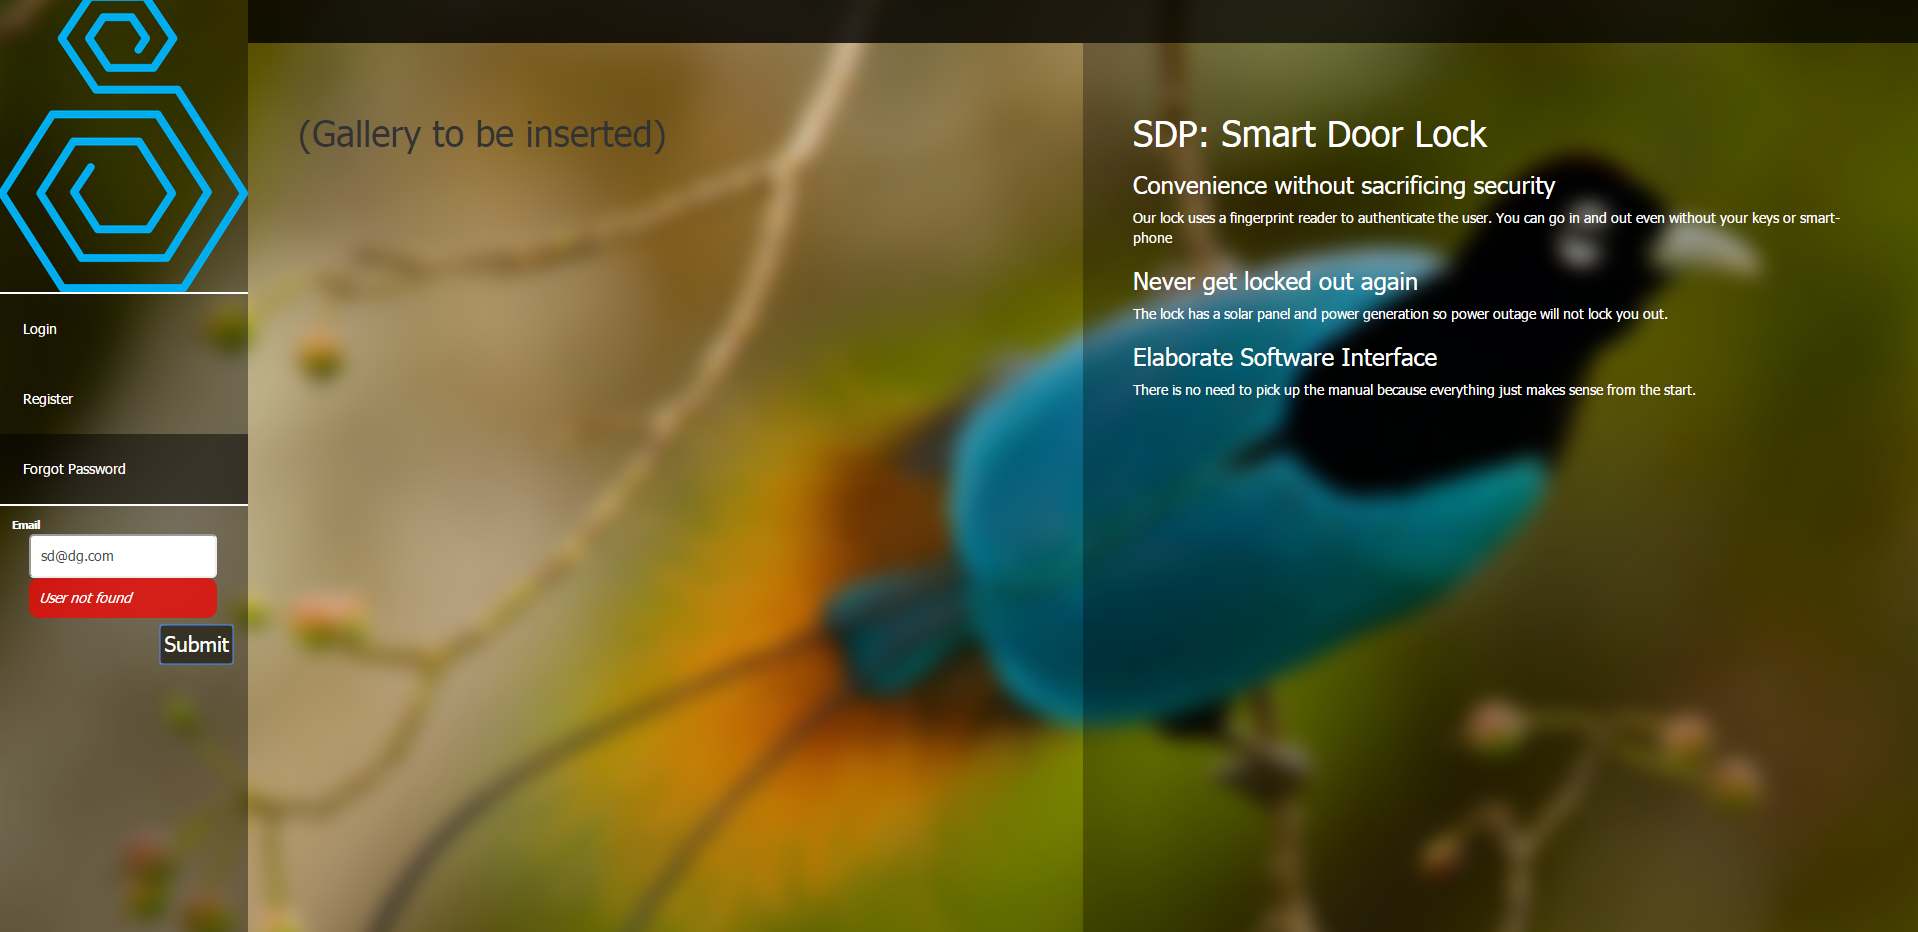 Login
Register
Forgot Password
Email
sd@dg.com
User not found
Submit
(Gallery to be inserted)
SDP: Smart Door Lock
Convenience without sacrificing security
Our lock uses a fingerprint reader to authenticate the user. You can go in and out even without your keys or smart-
phone
Never get locked out again
The lock has a solar panel and power generation so power outage will not lock you out.
Elaborate Software Interface
There is no need to pick up the manual because everything just makes sense from the start.